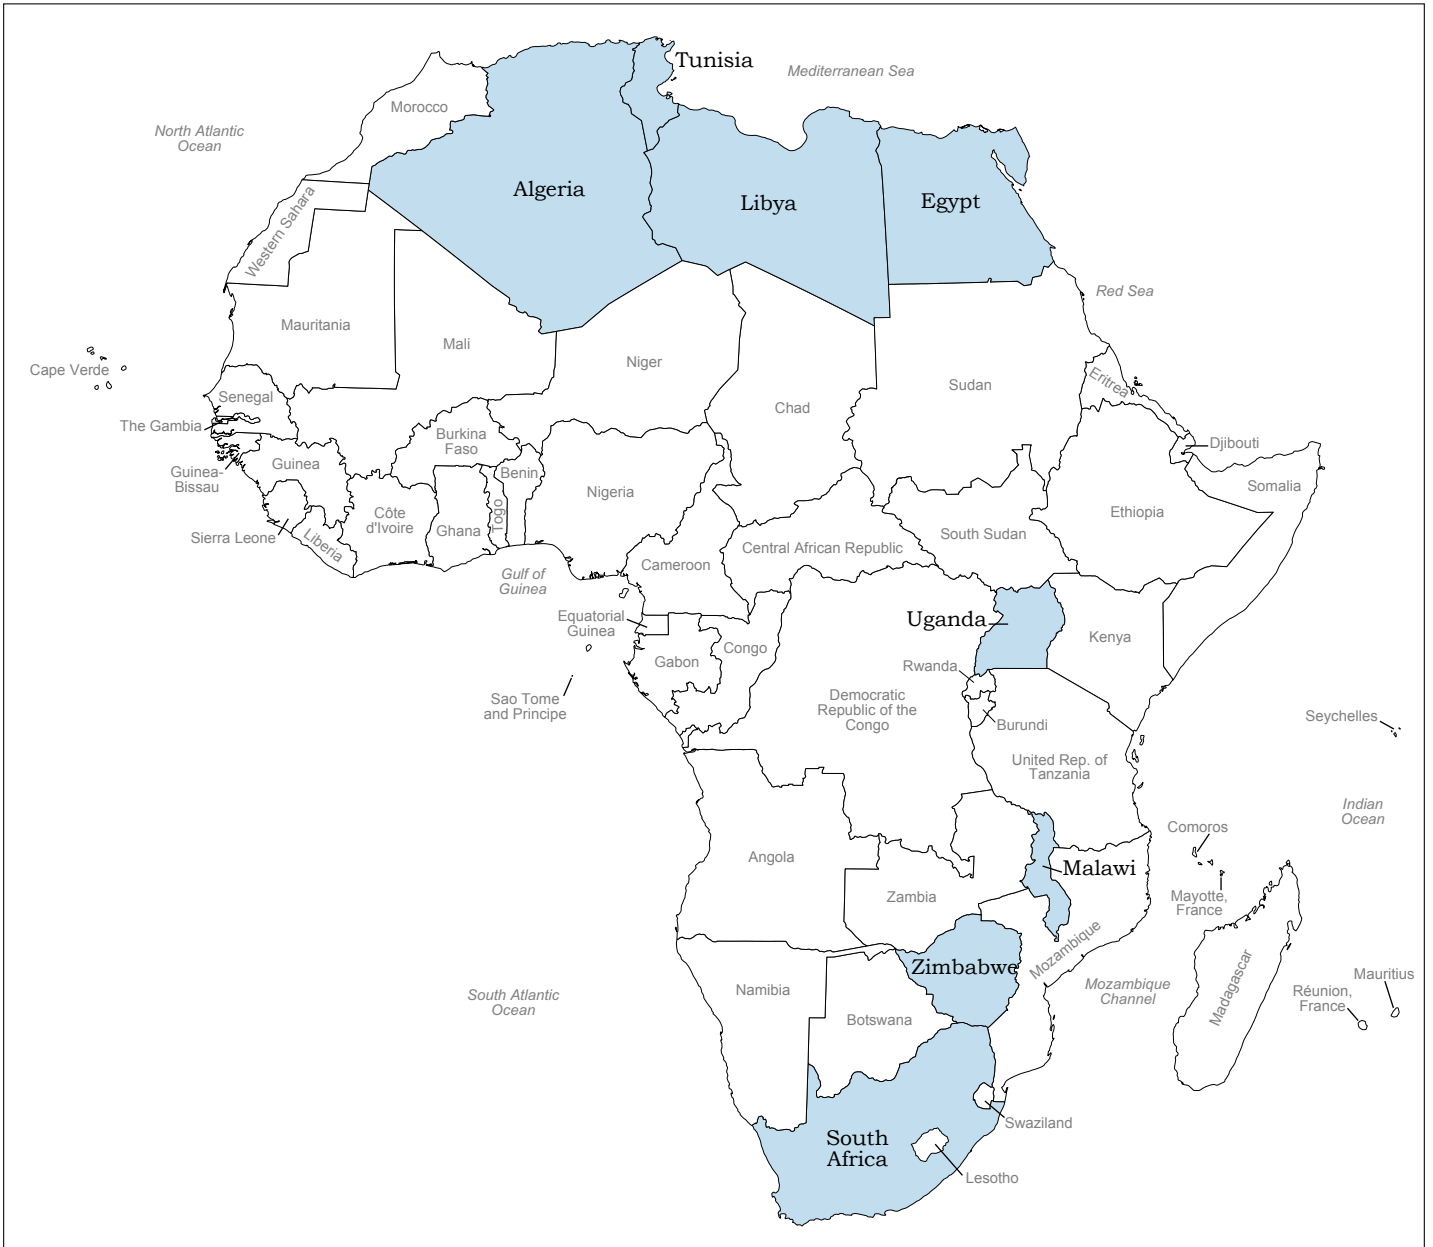 Tunisia
Mediterranean Sea
Morocco
North Atlantic
Ocean
Algeria
Libya
Egypt
Western Sahara
Red Sea
Mauritania
Mali
Niger
Cape Verde
Chad
Sudan
Eritrea
Senegal
The Gambia
Burkina
Faso
Djibouti
Guinea
Guinea-
Bissau
Benin
Nigeria
Somalia
Côte
d'Ivoire
Togo
Ghana
Ethiopia
Sierra Leone
Liberia
South Sudan
Central African Republic
Cameroon
Gulf of
Guinea
Equatorial
Guinea
Uganda
Kenya
Congo
Gabon
Rwanda
Sao Tome
and Principe
Democratic
Republic of the
Congo
Burundi
Seychelles
United Rep. of
Tanzania
Indian
Ocean
Comoros
Angola
Malawi
Zambia
Mayotte,
France
Mozambique
Zimbabwe
Madagascar
Mauritius
Namibia
South Atlantic
Ocean
Mozambique
Channel
Réunion,
France
Botswana
Swaziland
South
Africa
Lesotho